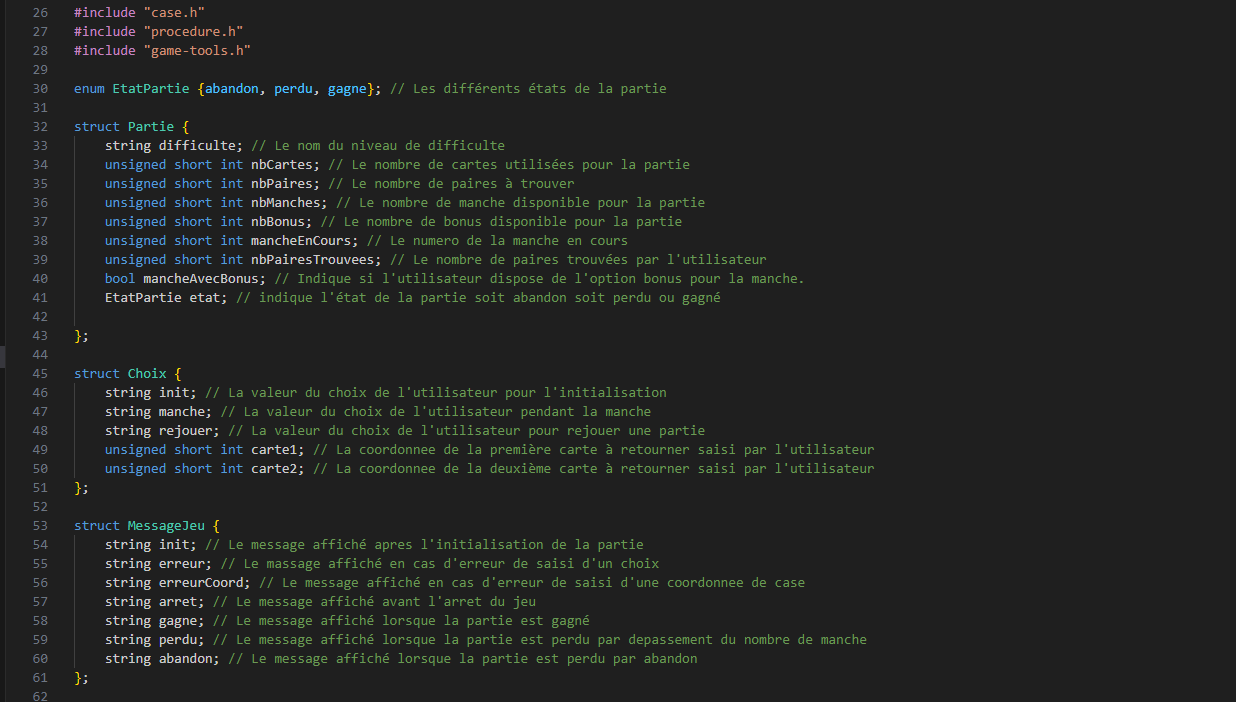 26 #include "case.h"
27 #include "procedure.h"
28 #include "game-tools.h"
29
30 enum EtatPartie {abandon, perdu, gagne}; // Les différents états de la partie
31
32 struct Partie {
33 string difficulte; // Le nom du niveau de difficulte
34 unsigned short int nbCartes; // Le nombre de cartes utilisées pour la partie
35 unsigned short int nbPaires; // Le nombre de paires à trouver
36 unsigned short int nbManches; // Le nombre de manche disponible pour la partie
37 unsigned short int nbBonus; // Le nombre de bonus disponible pour la partie
38 unsigned short int mancheEnCours; // Le numero de la manche en cours
39 unsigned short int nbPairesTrouvees; // Le nombre de paires trouvées par l'utilisateur
40 bool mancheAvecBonus; // Indique si l'utilisateur dispose de l'option bonus pour la manche.
41 EtatPartie etat; // indique l'état de la partie soit abandon soit perdu ou gagné
42
43 };
44
45 struct Choix {
46 string init; // La valeur du choix de l'utilisateur pour l'initialisation
47 string manche; // La valeur du choix de l'utilisateur pendant la manche
48 string rejouer; // La valeur du choix de l'utilisateur pour rejouer une partie
49 unsigned short int carte1; // La coordonnee de la première carte à retourner saisi par l'utilisateur
50 unsigned short int carte2; // La coordonnee de la deuxième carte à retourner saisi par l'utilisateur
51 };
52
53 struct MessageJeu {
54 string init; // Le message affiché apres l'initialisation de la partie
55 string erreur; // Le massage affiché en cas d'erreur de saisi d'un choix
56 string erreurCoord; // Le message affiché en cas d'erreur de saisi d'une coordonnee de case
57 string arret; // Le message affiché avant l'arret du jeu
58 string gagne; // Le message affiché lorsque la partie est gagné
59 string perdu; // Le message affiché lorsque la partie est perdu par depassement du nombre de manche
60 string abandon; // Le message affiché lorsque la partie est perdu par abandon
61 };
62